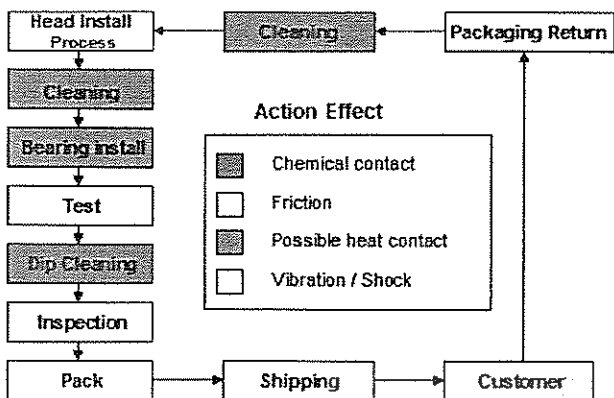 Head Install
Process
Cleaning
Packaging Return
Cleaning
Bearing install
Test
Dip Cleaning
Inspection
Pack
Shipping
Customer
Action Effect
Chemical contact
Friction
Possible heat contact
Vibration / Shock